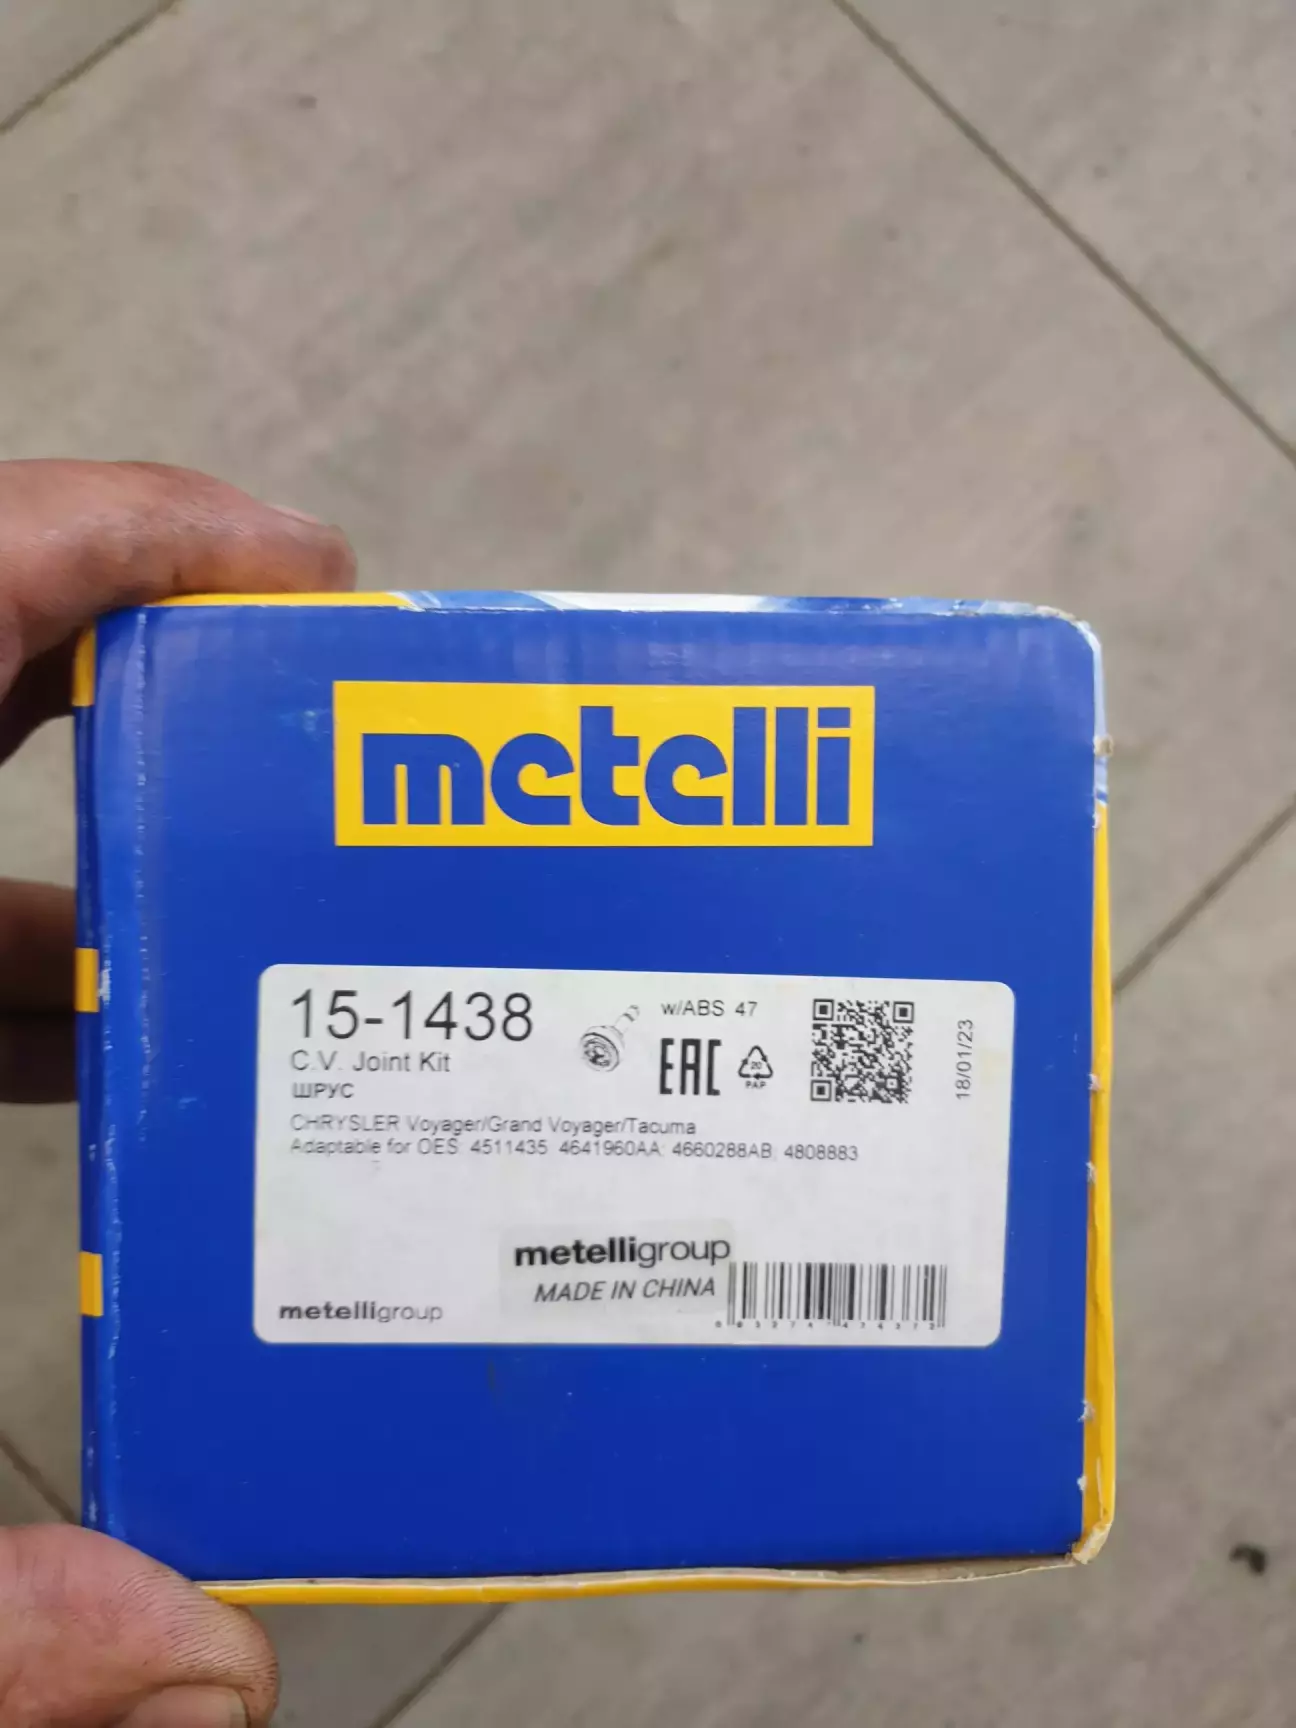 metelli
15-1438
C.V. Joint Kit
ШРУС
w/ABS 47
EAC
20
PAP
18/01/23
CHRYSLER Voyager/Grand Voyager/Tacuma
Adaptable for OES: 4511435 4641960AA; 4660288AB; 4808883
metelligroup
MADE IN CHINA
metelligroup